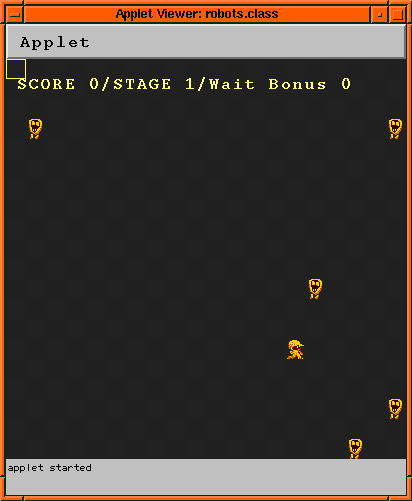 Applet Viewer: robots.class
Applet
SCORE 0/STAGE 1/Wait Bonus 0
applet started